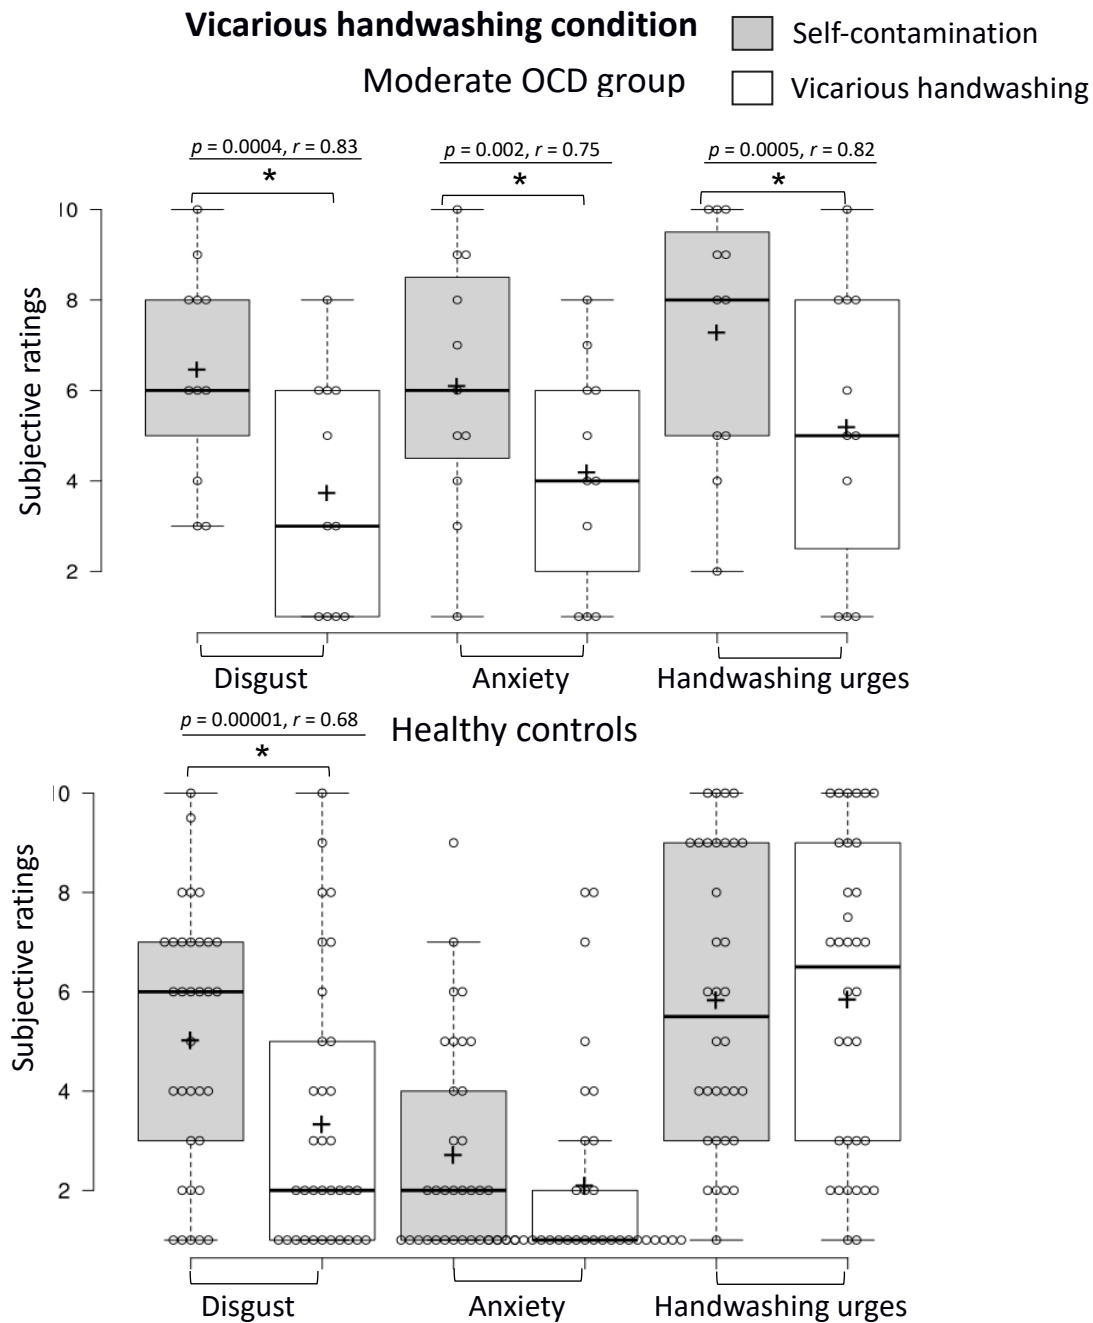 Vicarious handwashing condition
Self-contamination
Moderate OCD group
Vicarious handwashing
p = 0.0004, r = 0.83
p = 0.002, r = 0.75
p = 0.0005, r = 0.82
*
*
*
Subjective ratings
10
8
6
4
2
Disgust
Anxiety
Handwashing urges
p = 0.00001, r = 0.68
Healthy controls
*
Subjective ratings
10
8
6
4
2
Disgust
Anxiety
Handwashing urges